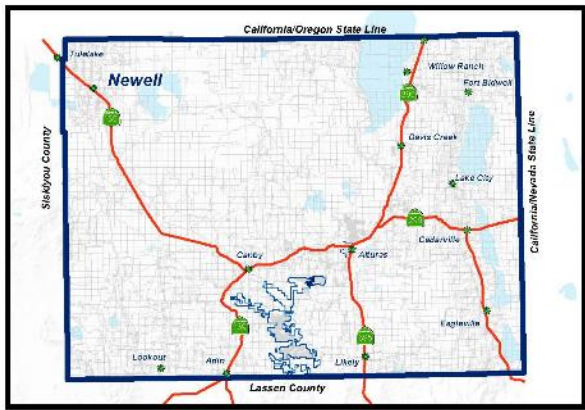 California/Oregon State Line
Tulelake
Newell
Willow Ranch
Fort Bidwell
Davis Creek
Lake City
Siskiyou County
California/Nevada State Line
Cedarville
Canby
Alturas
Eagleville
Lookout
Adin
Likely
Lassen County